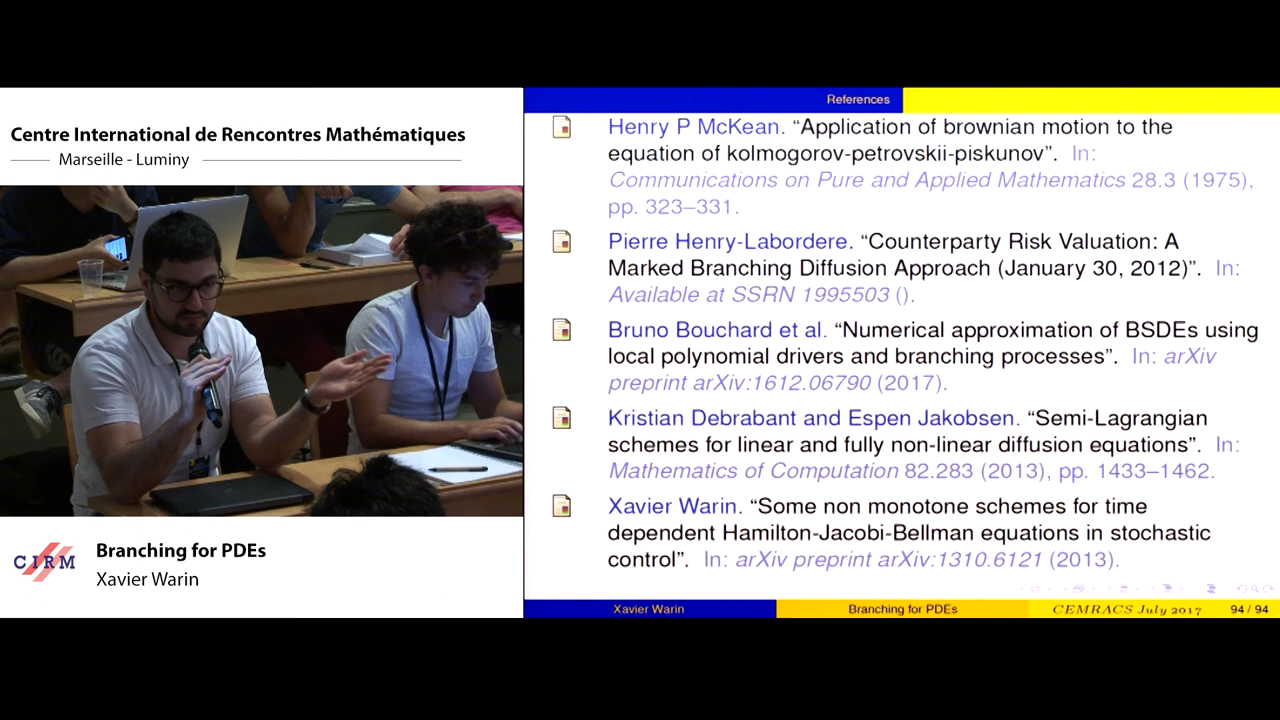 Centre International de Rencontres Mathématiques
Marseille - Luminy
CIRM
Branching for PDEs
Xavier Warin
References
Henry P McKean. “Application of brownian motion to the
equation of kolmogorov-petrovskii-piskunov”. In:
Communications on Pure and Applied Mathematics 28.3 (1975),
pp. 323–331.
Pierre Henry-Labordere. “Counterparty Risk Valuation: A
Marked Branching Diffusion Approach (January 30, 2012)”. In:
Available at SSRN 1995503 ().
Bruno Bouchard et al. “Numerical approximation of BSDEs using
local polynomial drivers and branching processes”. In: arXiv
preprint arXiv:1612.06790 (2017).
Kristian Debrabant and Espen Jakobsen. “Semi-Lagrangian
schemes for linear and fully non-linear diffusion equations”. In:
Mathematics of Computation 82.283 (2013), pp. 1433–1462.
Xavier Warin. “Some non monotone schemes for time
dependent Hamilton-Jacobi-Bellman equations in stochastic
control”. In: arXiv preprint arXiv:1310.6121 (2013).
Xavier Warin Branching for PDEs CEMRACS July 2017 94 / 94